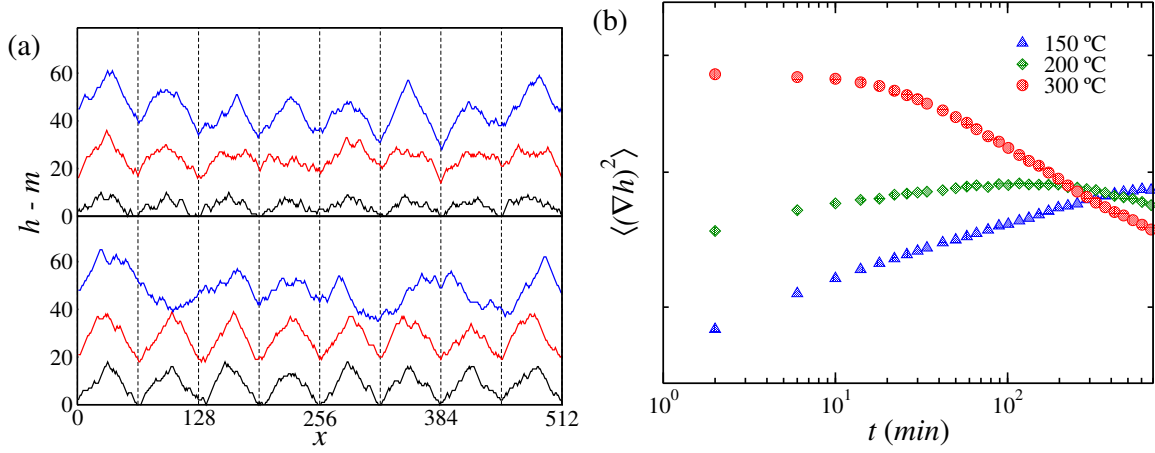 (a)
h - m
60
40
20
0
60
40
20
0
0 128 256 384 512
x
(b)
⟨(∇h)²⟩
150 ºC
200 ºC
300 ºC
10⁰ 10¹ 10²
t (min)